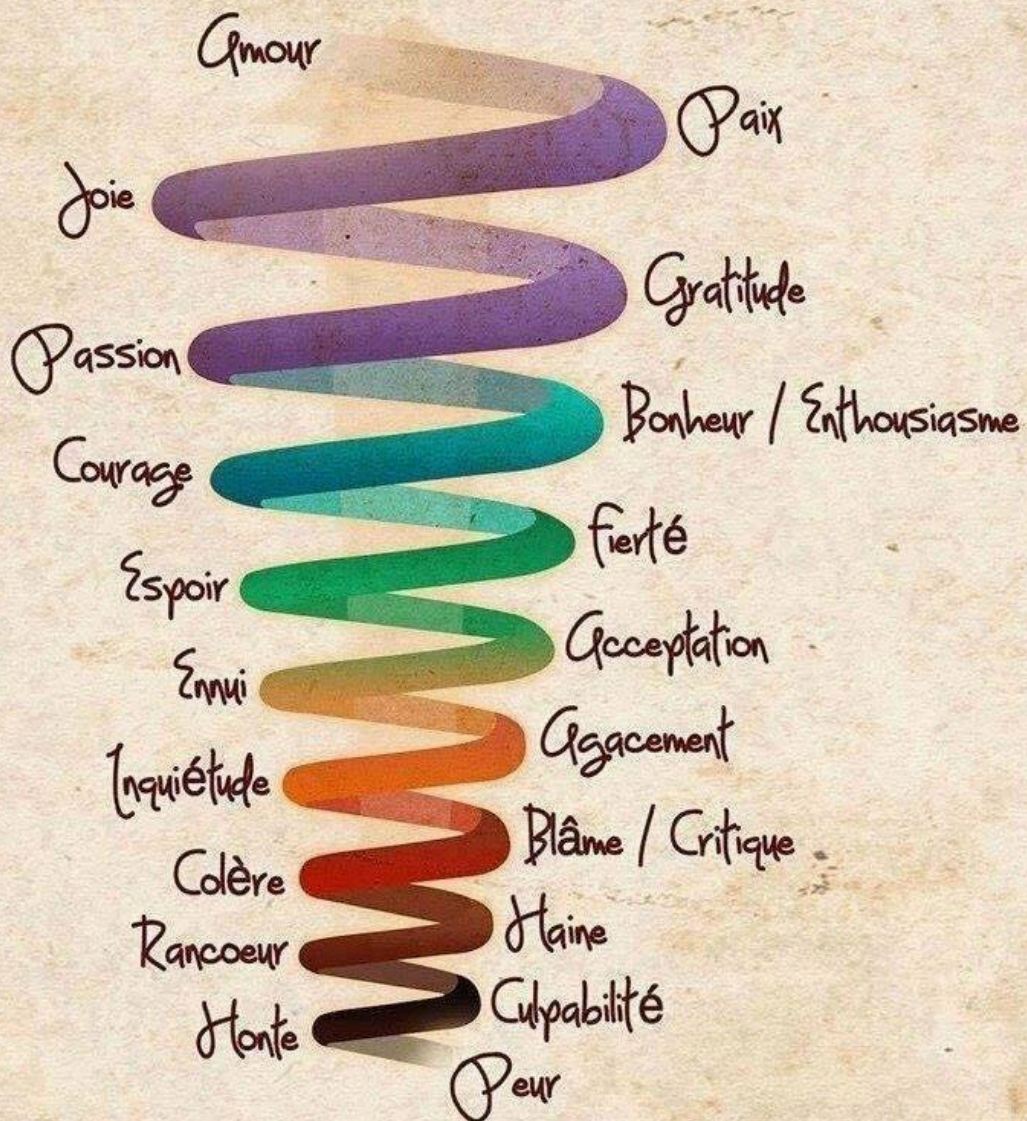 Amour
Paix
Joie
Gratitude
Passion
Bonheur / Enthousiasme
Courage
Fierté
Espoir
Acceptation
Ennui
Agacement
Inquiétude
Blâme / Critique
Colère
Haine
Rancoeur
Culpabilité
Honte
Peur